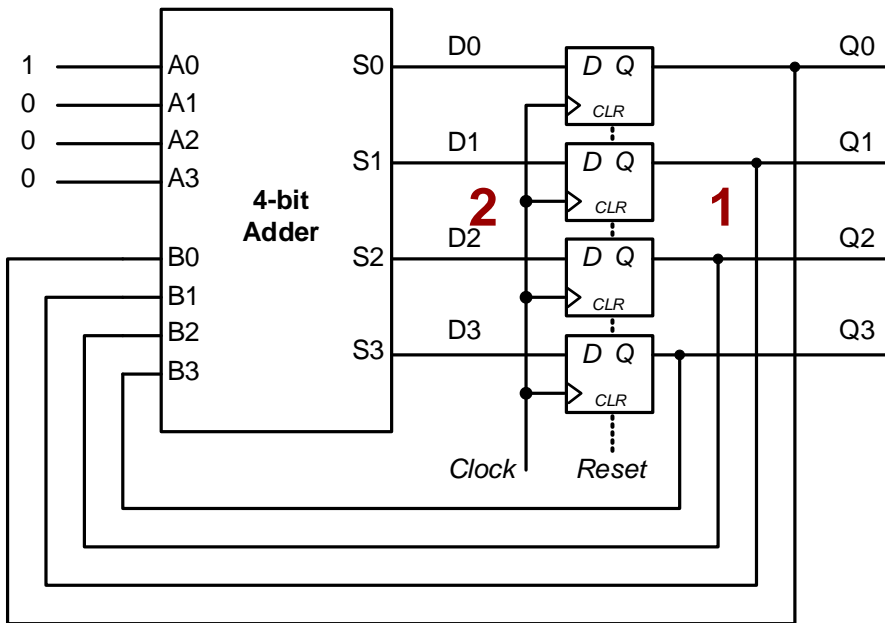 D0 Q0
1 A0 S0 D Q
0 A1 CLR
0 A2 D1 Q1
0 A3 S1 D Q
4-bit 2 CLR 1
Adder
D2 Q2
B0 S2 D Q
B1 CLR
B2 D3 Q3
B3 S3 D Q
CLR
Clock Reset